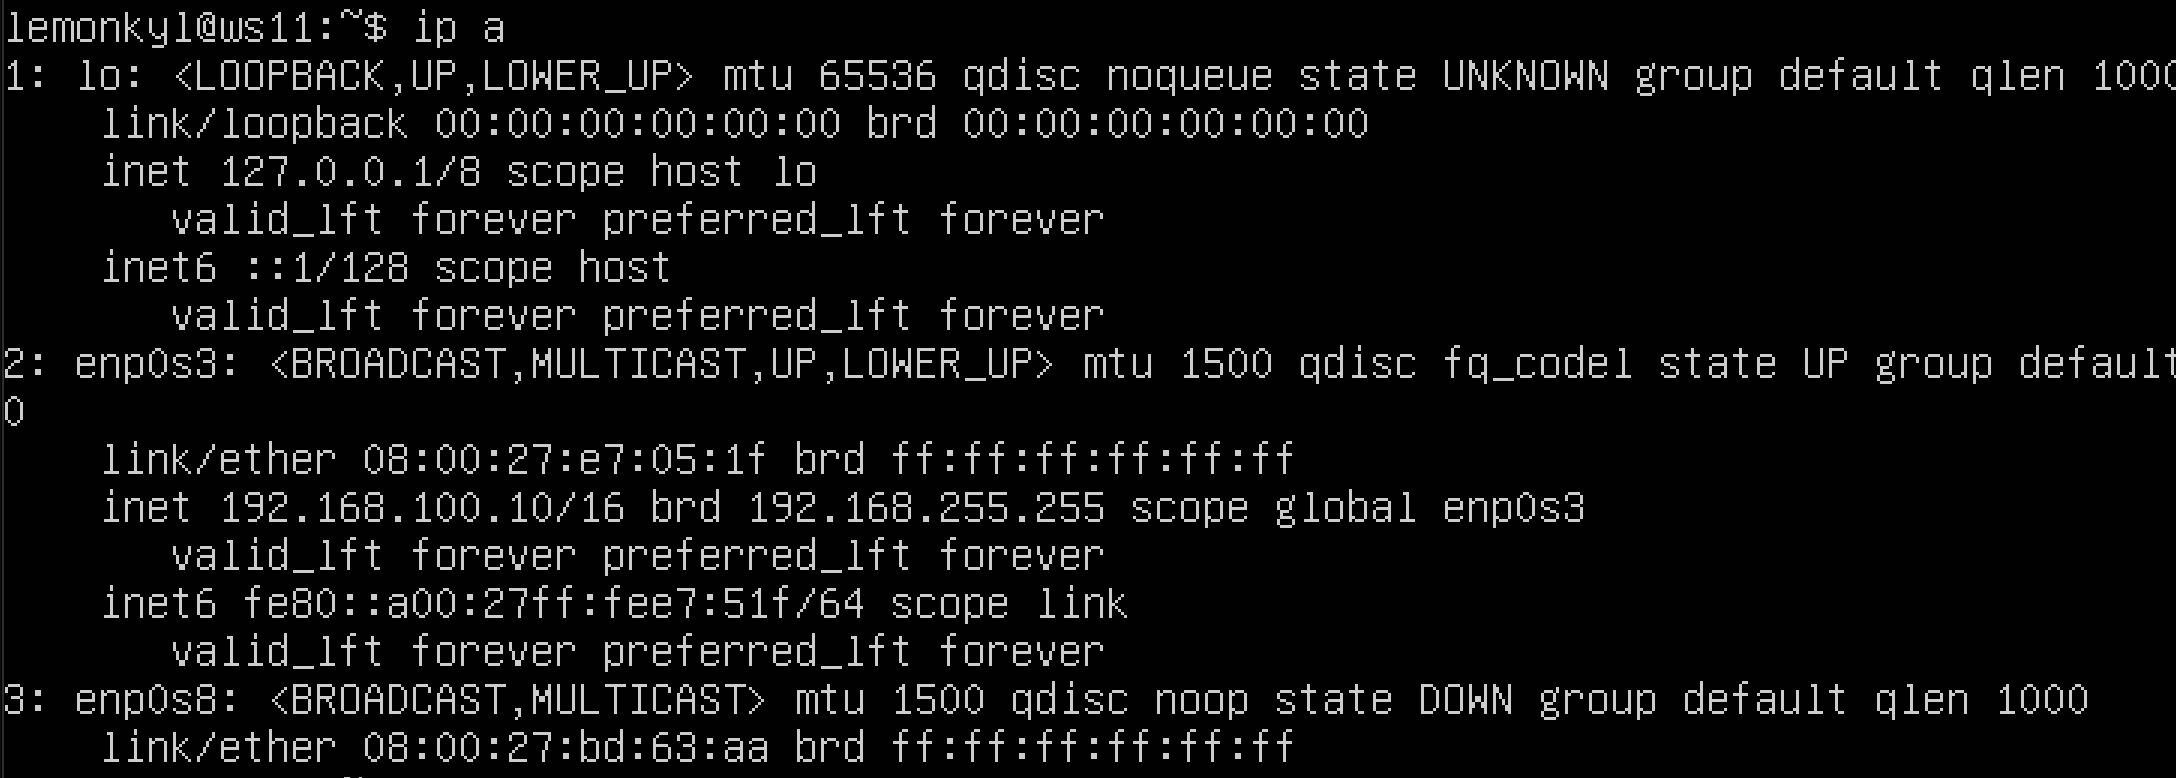 lemonkyl@ws11:~$ ip a
1: lo: <LOOPBACK,UP,LOWER_UP> mtu 65536 qdisc noqueue state UNKNOWN group default qlen 1000
link/loopback 00:00:00:00:00:00 brd 00:00:00:00:00:00
inet 127.0.0.1/8 scope host lo
valid_lft forever preferred_lft forever
inet6 ::1/128 scope host
valid_lft forever preferred_lft forever
2: enp0s3: <BROADCAST,MULTICAST,UP,LOWER_UP> mtu 1500 qdisc fq_codel state UP group default
0
link/ether 08:00:27:e7:05:1f brd ff:ff:ff:ff:ff:ff
inet 192.168.100.10/16 brd 192.168.255.255 scope global enp0s3
valid_lft forever preferred_lft forever
inet6 fe80::a00:27ff:fee7:51f/64 scope link
valid_lft forever preferred_lft forever
3: enp0s8: <BROADCAST,MULTICAST> mtu 1500 qdisc noop state DOWN group default qlen 1000
link/ether 08:00:27:bd:63:aa brd ff:ff:ff:ff:ff:ff